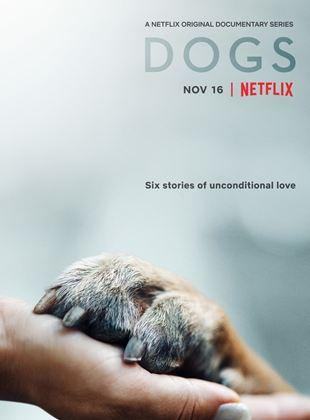 A NETFLIX ORIGINAL DOCUMENTARY SERIES
DOGS
NOV 16 | NETFLIX
Six stories of unconditional love